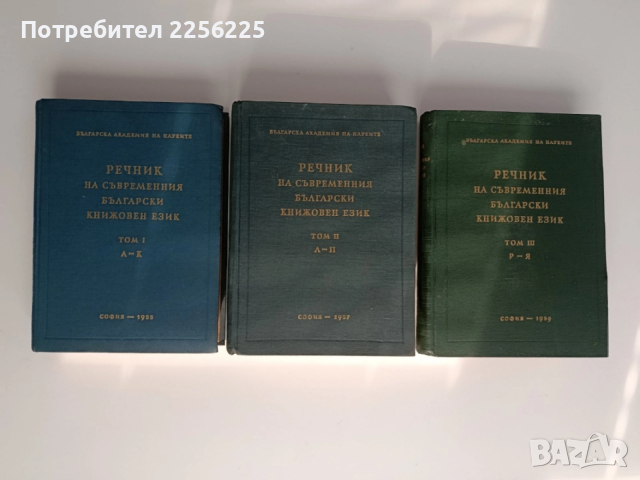 Потребител 2256225
БЪЛГАРСКА АКАДЕМИЯ НА НАУКИТЕ
РЕЧНИК
НА СЪВРЕМЕННИЯ
БЪЛГАРСКИ
КНИЖОВЕН ЕЗИК
ТОМ I
А—К
СОФИЯ — 1955
БЪЛГАРСКА АКАДЕМИЯ НА НАУКИТЕ
РЕЧНИК
НА СЪВРЕМЕННИЯ
БЪЛГАРСКИ
КНИЖОВЕН ЕЗИК
ТОМ II
Л—П
СОФИЯ — 1957
БЪЛГАРСКА АКАДЕМИЯ НА НАУКИТЕ
РЕЧНИК
НА СЪВРЕМЕННИЯ
БЪЛГАРСКИ
КНИЖОВЕН ЕЗИК
ТОМ III
Р—Я
СОФИЯ — 1959
bazar